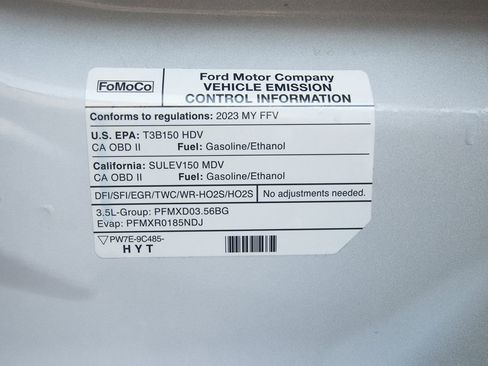 FoMoCo
Ford Motor Company
VEHICLE EMISSION
CONTROL INFORMATION
Conforms to regulations: 2023 MY FFV
U.S. EPA: T3B150 HDV
CA OBD II Fuel: Gasoline/Ethanol
California: SULEV150 MDV
CA OBD II Fuel: Gasoline/Ethanol
DFI/SFI/EGR/TWC/WR-HO2S/HO2S No adjustments needed.
3.5L-Group: PFMXD03.56BG
Evap: PFMXR0185NDJ
PW7E-9C485-
HYT